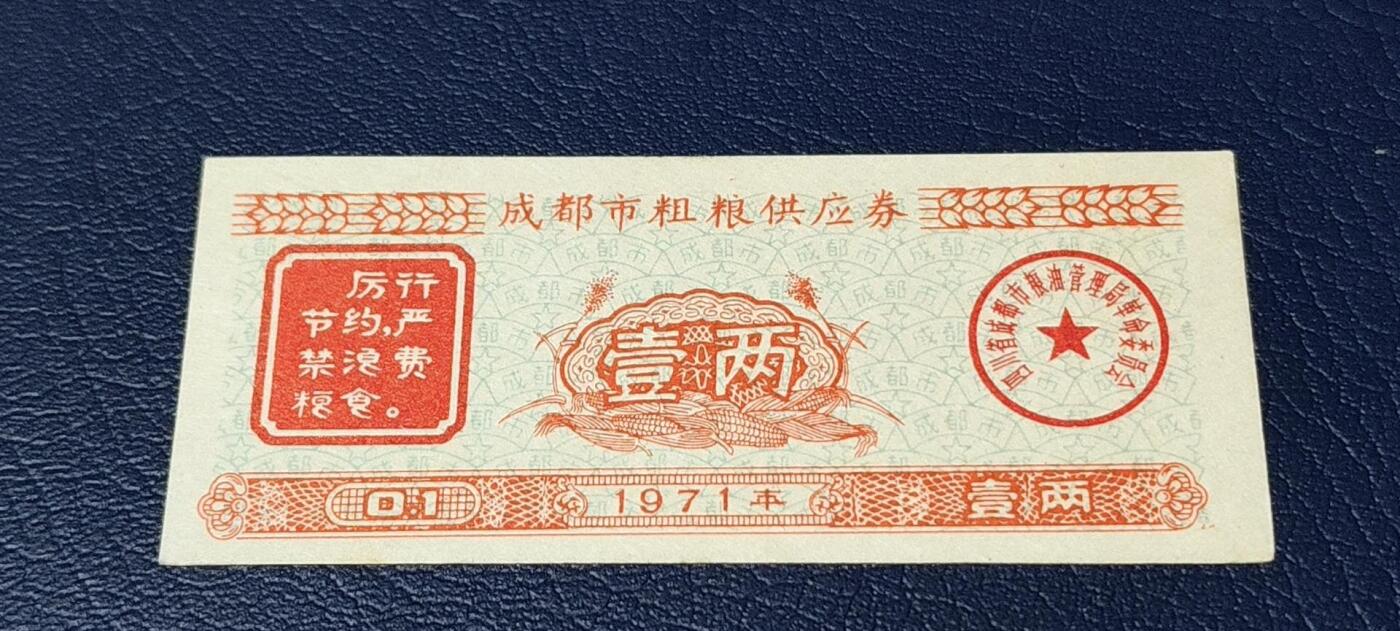 成都市粗粮供应券
厉行
节约,严
禁浪费
粮食。
壹两
四川省成都市粮油管理局革命委员会
0.1
1971年
壹两